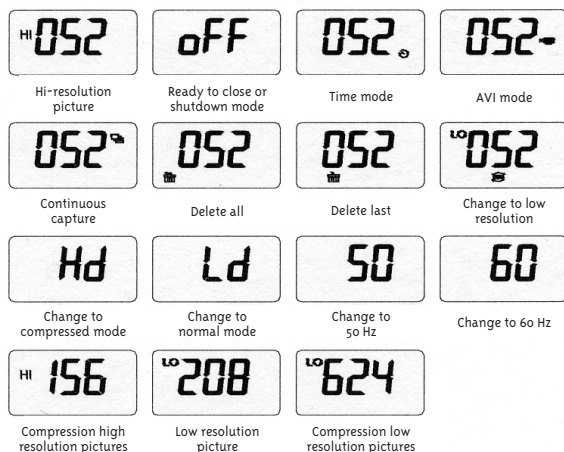 HI 052
oFF
052
052
Hi-resolution
picture
Ready to close or
shutdown mode
Time mode
AVI mode
052
052
052
LO 052
Continuous
capture
Delete all
Delete last
Change to low
resolution
Hd
Ld
50
60
Change to
compressed mode
Change to
normal mode
Change to
50 Hz
Change to 60 Hz
HI 156
LO 208
LO 624
Compression high
resolution pictures
Low resolution
picture
Compression low
resolution pictures